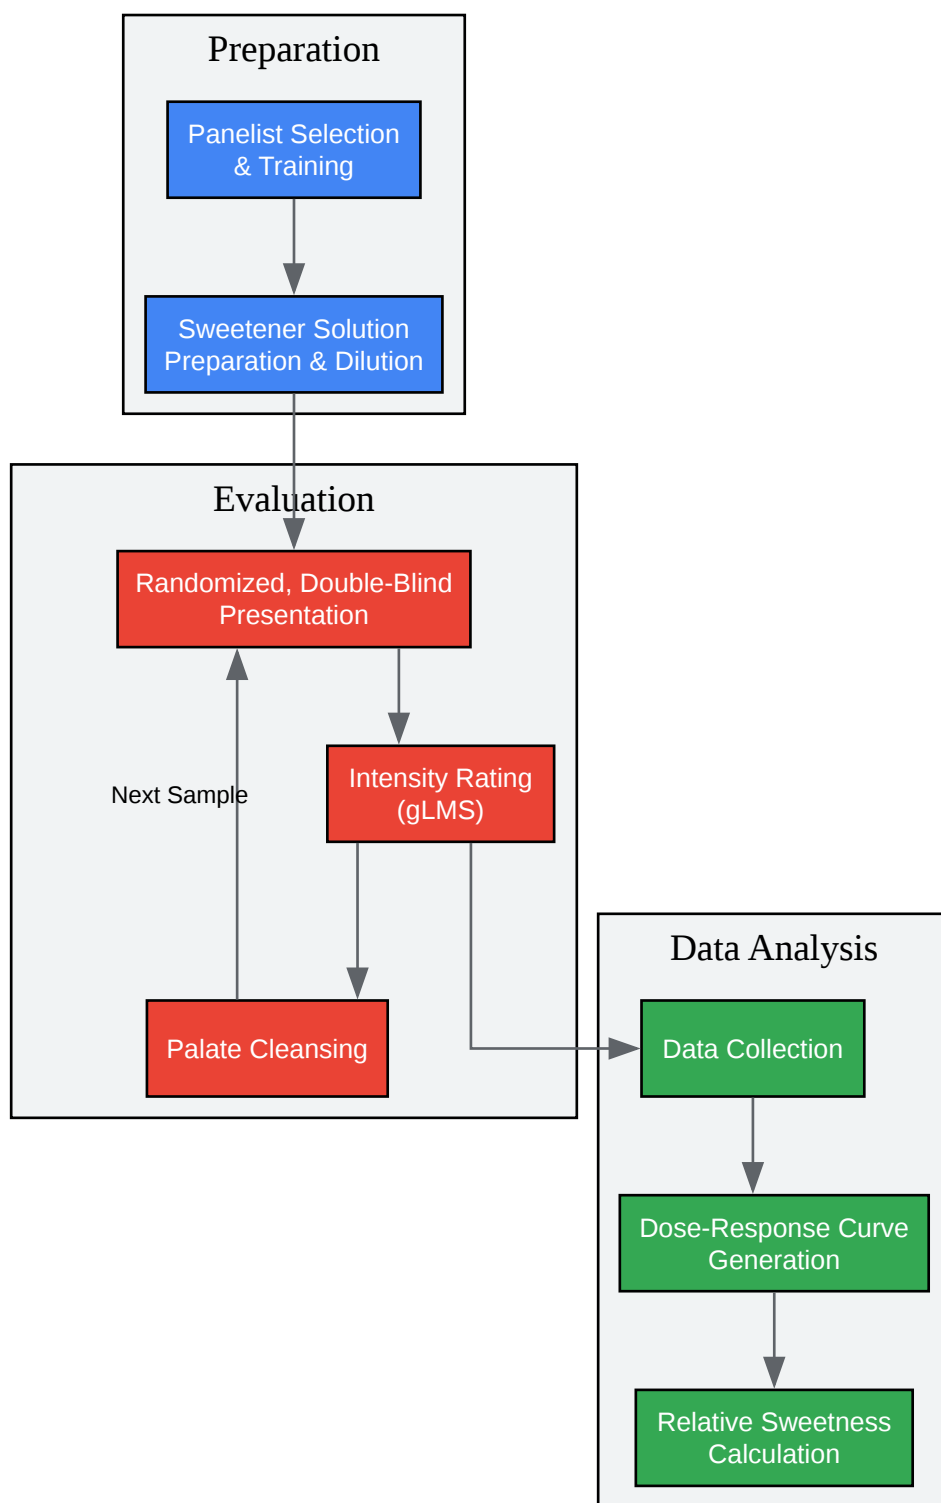 Preparation
Panelist Selection
& Training
Sweetener Solution
Preparation & Dilution
Evaluation
Randomized, Double-Blind
Presentation
Next Sample
Intensity Rating
(gLMS)
Palate Cleansing
Data Analysis
Data Collection
Dose-Response Curve
Generation
Relative Sweetness
Calculation